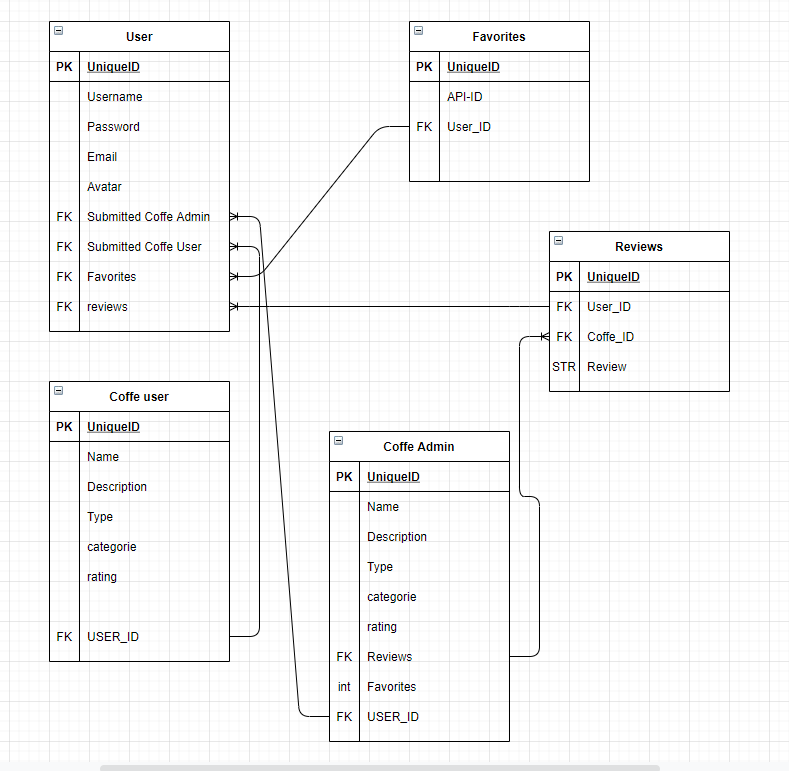 User
PK UniqueID
Username
Password
Email
Avatar
FK Submitted Coffe Admin
FK Submitted Coffe User
FK Favorites
FK reviews
Favorites
PK UniqueID
API-ID
FK User_ID
Reviews
PK UniqueID
FK User_ID
FK Coffe_ID
STR Review
Coffe user
PK UniqueID
Name
Description
Type
categorie
rating
FK USER_ID
Coffe Admin
PK UniqueID
Name
Description
Type
categorie
rating
FK Reviews
int Favorites
FK USER_ID